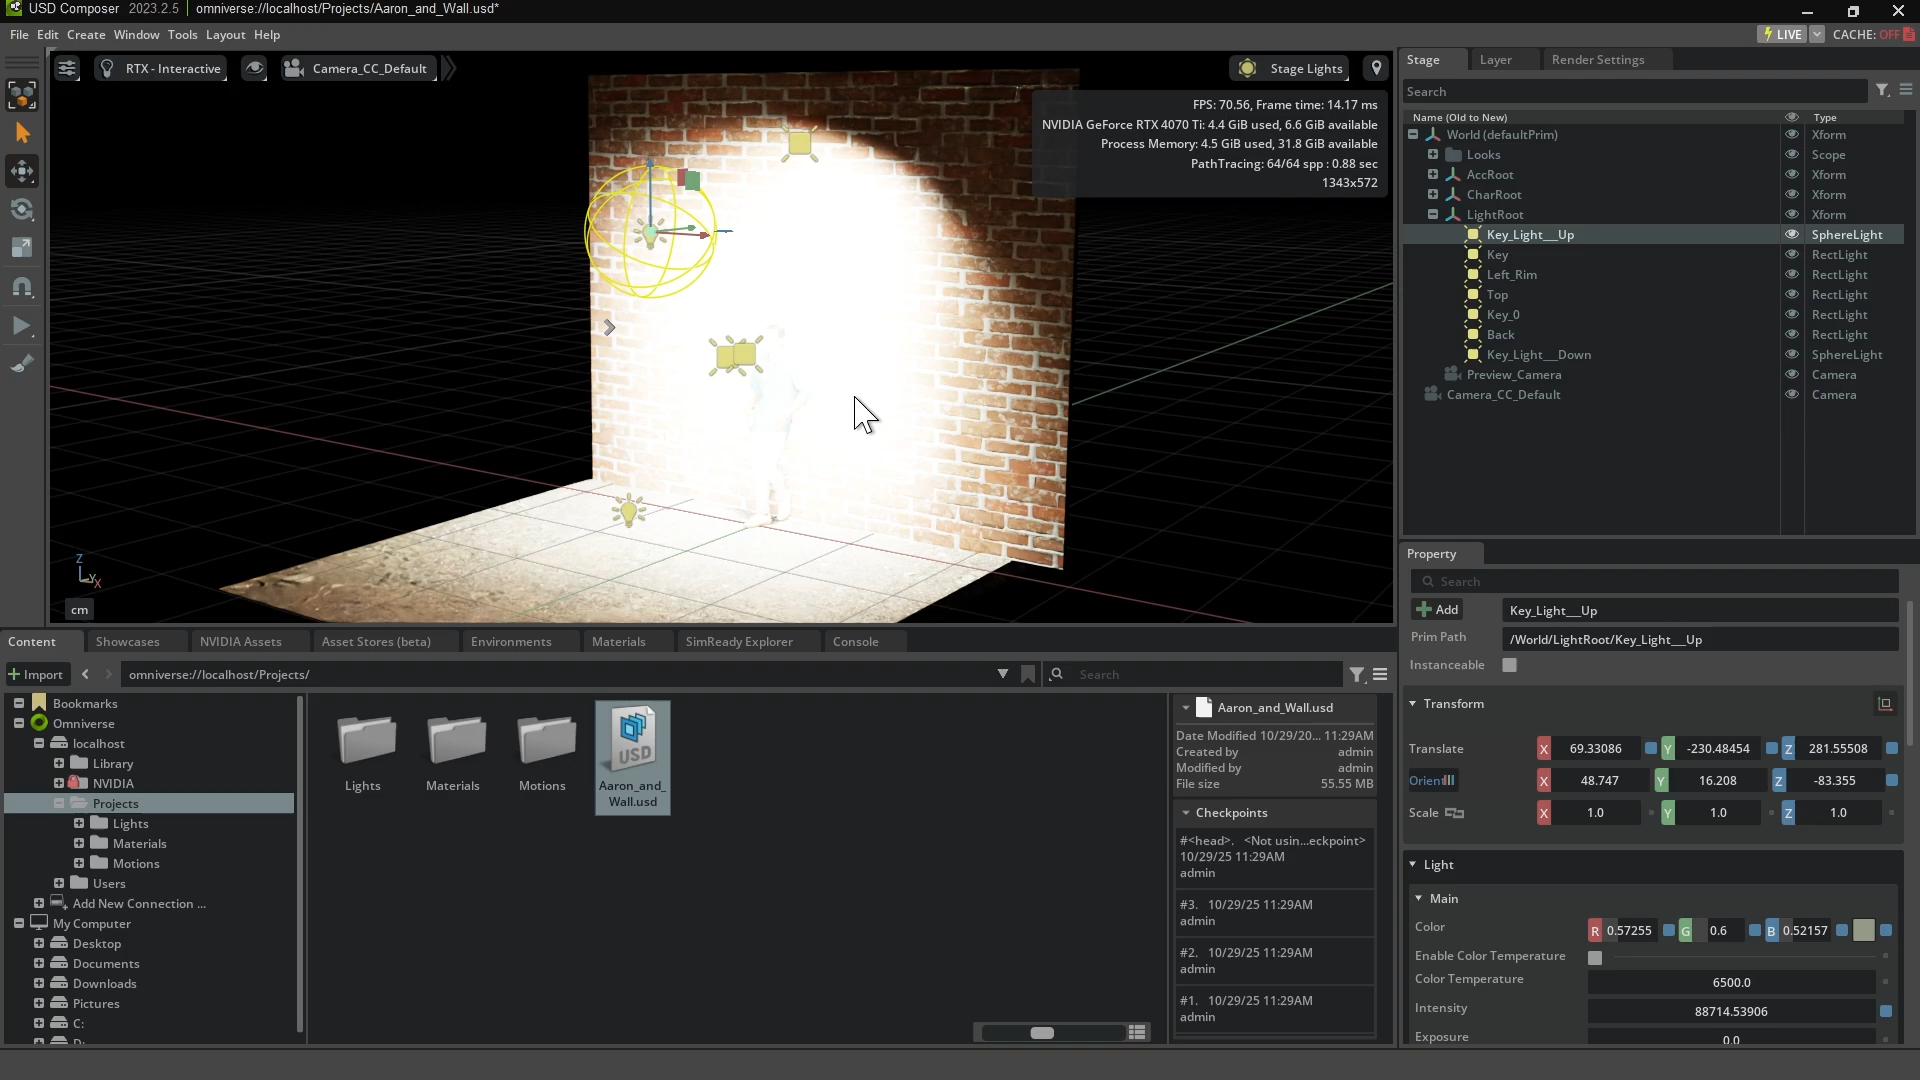 USD Composer 2023.2.5 | omniverse://localhost/Projects/Aaron_and_Wall.usd*
File Edit Create Window Tools Layout Help
LIVE CACHE: OFF
RTX - Interactive
Camera_CC_Default
Stage Lights
FPS: 70.56, Frame time: 14.17 ms
NVIDIA GeForce RTX 4070 Ti: 4.4 GiB used, 6.6 GiB available
Process Memory: 4.5 GiB used, 31.8 GiB available
PathTracing: 64/64 spp : 0.88 sec
1343x572
Z
Y
X
cm
Stage Layer Render Settings
Search
Name (Old to New) Type
World (defaultPrim) Xform
Looks Scope
AccRoot Xform
CharRoot Xform
LightRoot Xform
Key_Light__Up SphereLight
Key RectLight
Left_Rim RectLight
Top RectLight
Key_0 RectLight
Back RectLight
Key_Light__Down SphereLight
Preview_Camera Camera
Camera_CC_Default Camera
Property
Search
Add Key_Light__Up
Prim Path /World/LightRoot/Key_Light__Up
Instanceable
Transform
Translate X 69.33086 Y -230.48454 Z 281.55508
Orient X 48.747 Y 16.208 Z -83.355
Scale X 1.0 Y 1.0 Z 1.0
Light
Main
Color R 0.57255 G 0.6 B 0.52157
Enable Color Temperature
Color Temperature 6500.0
Intensity 88714.53906
Exposure 0.0
Content Showcases NVIDIA Assets Asset Stores (beta) Environments Materials SimReady Explorer Console
Import omniverse://localhost/Projects/ Search
Bookmarks
Omniverse
localhost
Library
NVIDIA
Projects
Lights
Materials
Motions
Users
Add New Connection ...
My Computer
Desktop
Documents
Downloads
Pictures
C:
D:
Lights
Materials
Motions
USD
Aaron_and_
Wall.usd
Aaron_and_Wall.usd
Date Modified 10/29/20... 11:29AM
Created by admin
Modified by admin
File size 55.55 MB
Checkpoints
#<head>. <Not usin...eckpoint>
10/29/25 11:29AM
admin
#3. 10/29/25 11:29AM
admin
#2. 10/29/25 11:29AM
admin
#1. 10/29/25 11:29AM
admin